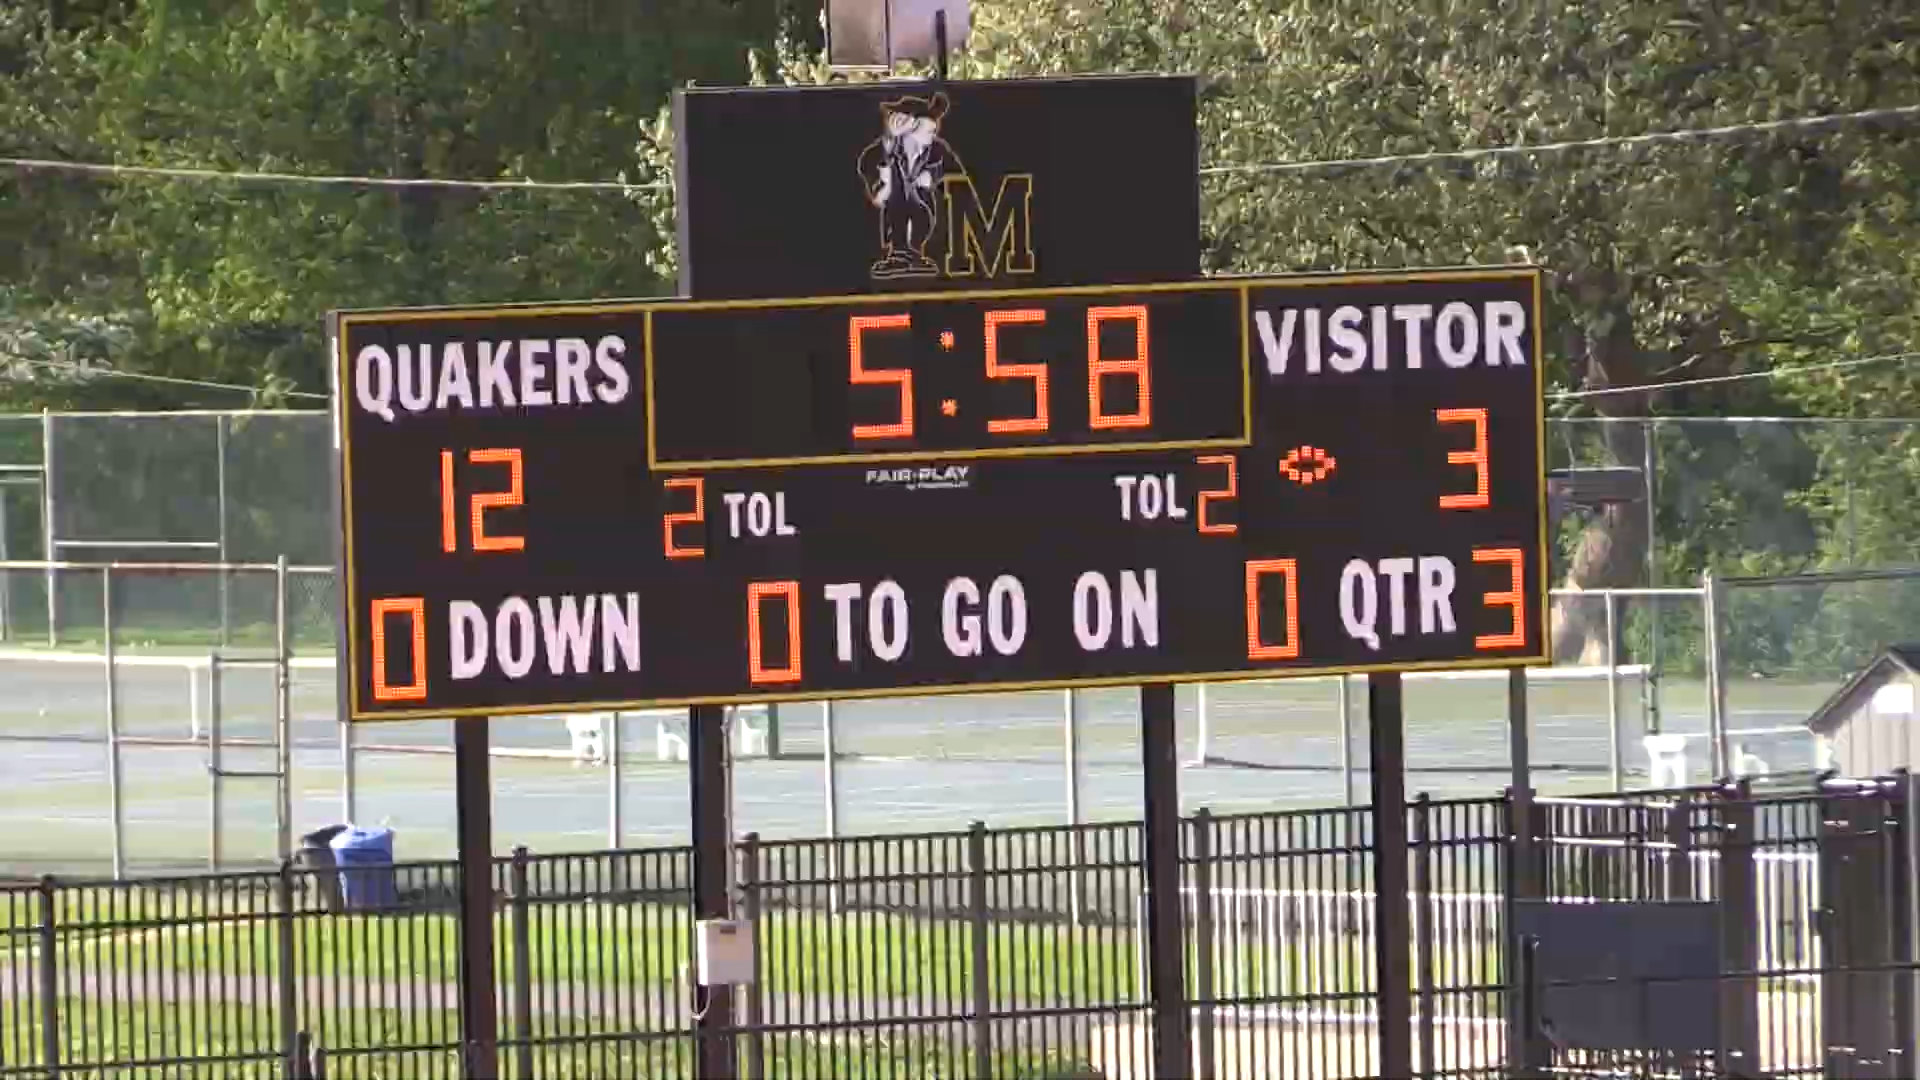 M
QUAKERS 5:58 VISITOR
12 2 TOL FAIR-PLAY TOL 2 3
0 DOWN 0 TO GO ON 0 QTR 3